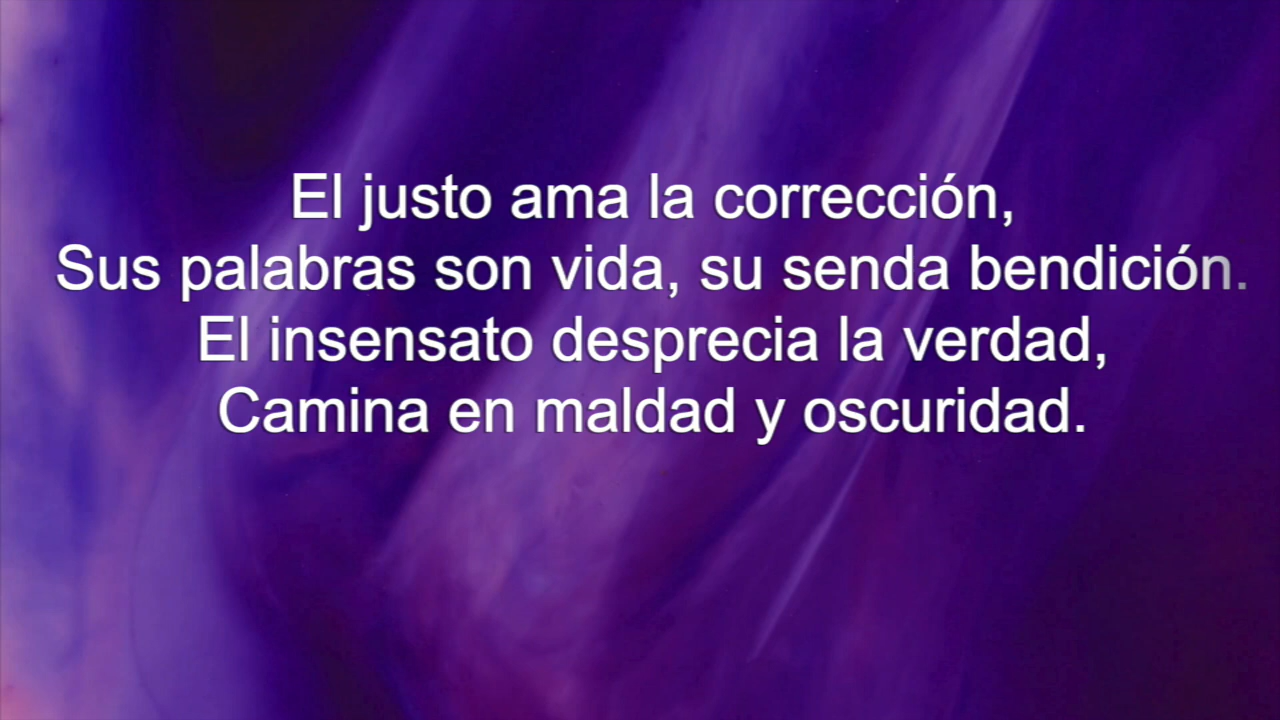 El justo ama la corrección,
Sus palabras son vida, su senda bendición.
El insensato desprecia la verdad,
Camina en maldad y oscuridad.